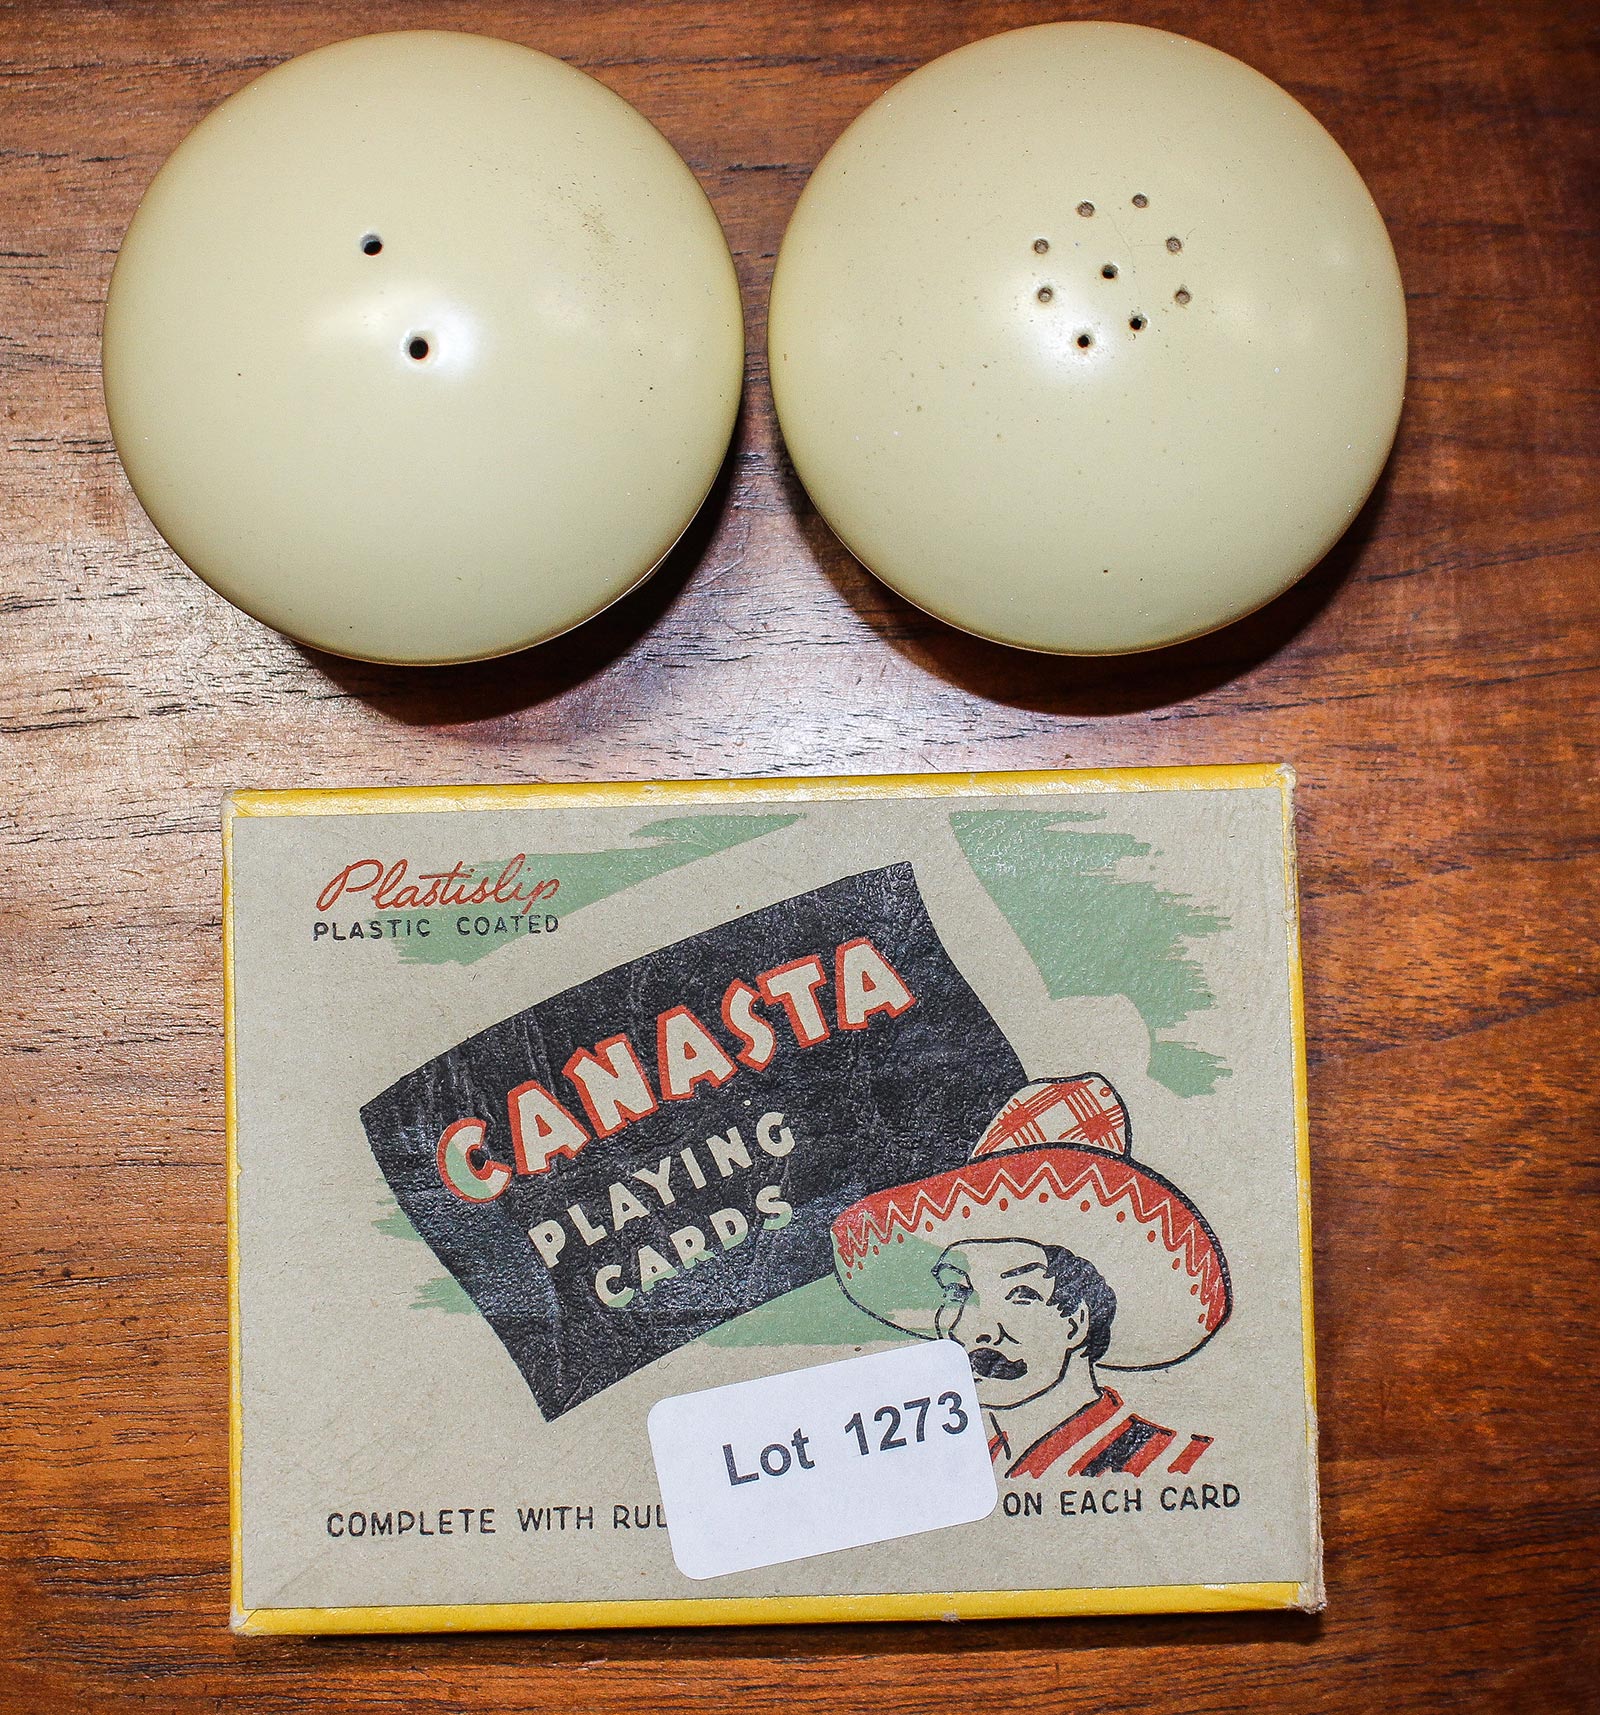 Plastislip
PLASTIC COATED
CANASTA
PLAYING
CARDS
Lot 1273
COMPLETE WITH ON EACH CARD